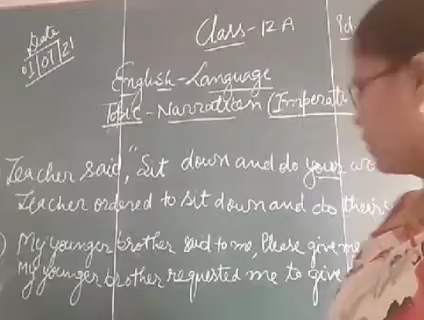 Date
01/01/21
Class-12 A
English-Language
Topic-Narration (Imperati
Teacher said, "Sit down and do your wo
Teacher ordered to sit down and do their
My younger brother said to me, Please give me
My younger brother requested me to give